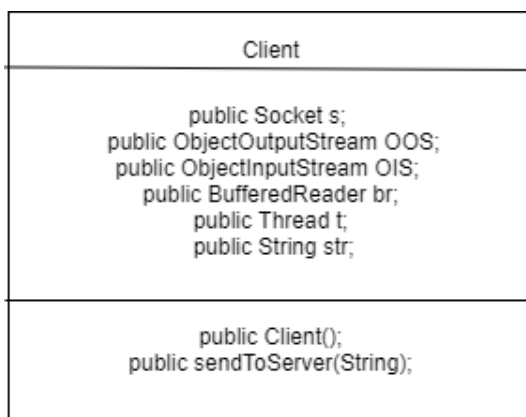 Client
public Socket s;
public ObjectOutputStream OOS;
public ObjectInputStream OIS;
public BufferedReader br;
public Thread t;
public String str;
public Client();
public sendToServer(String);